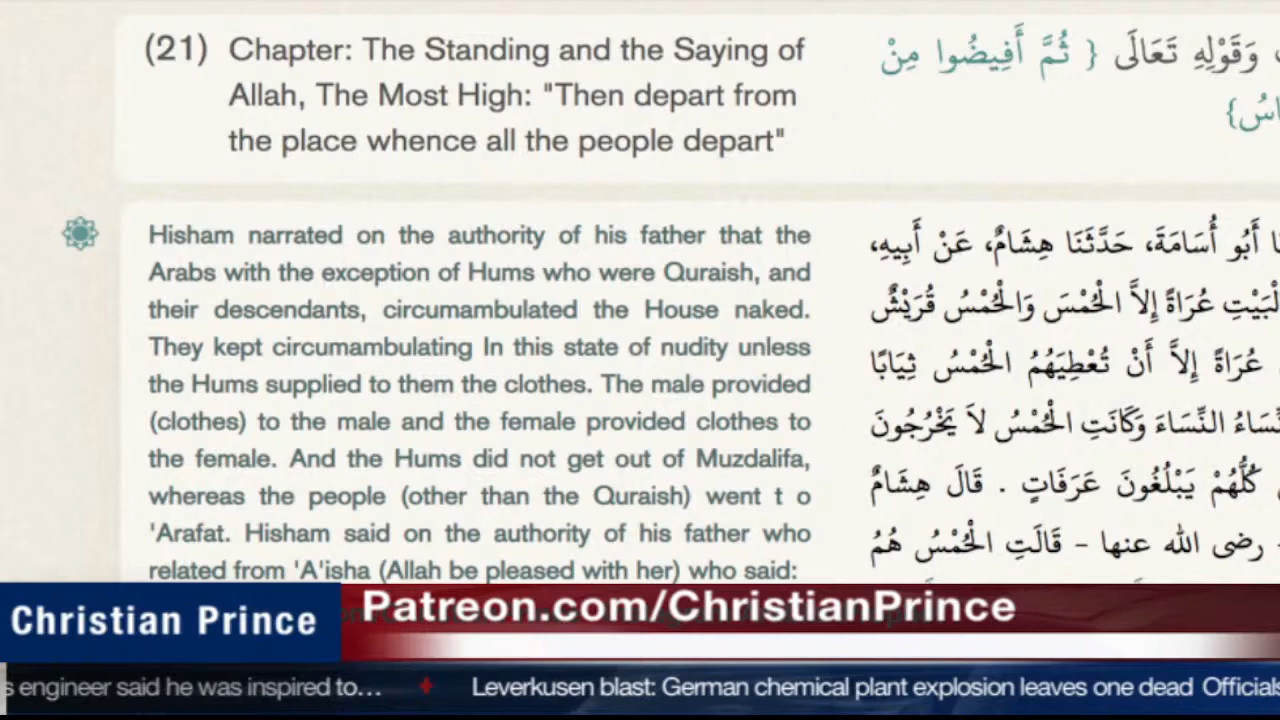 (21) Chapter: The Standing and the Saying of
Allah, The Most High: "Then depart from
the place whence all the people depart"
وَقَوْلِهِ تَعَالَى { ثُمَّ أَفِيضُوا مِنْ
Hisham narrated on the authority of his father that the
Arabs with the exception of Hums who were Quraish, and
their descendants, circumambulated the House naked.
They kept circumambulating In this state of nudity unless
the Hums supplied to them the clothes. The male provided
(clothes) to the male and the female provided clothes to
the female. And the Hums did not get out of Muzdalifa,
whereas the people (other than the Quraish) went t o
'Arafat. Hisham said on the authority of his father who
related from 'A'isha (Allah be pleased with her) who said:
أَبُو أُسَامَةَ، حَدَّثَنَا هِشَامٌ، عَنْ أَبِيهِ،
عُرَاةً إِلاَّ الْحُمْسَ وَالْحُمْسُ قُرَيْشٌ
عُرَاةً إِلاَّ أَنْ تُعْطِيَهُمُ الْحُمْسُ ثِيَابًا
النِّسَاءَ وَكَانَتِ الْحُمْسُ لاَ يَخْرُجُونَ
كُلُّهُمْ يَبْلُغُونَ عَرَفَاتٍ . قَالَ هِشَامٌ
- رضى الله عنها - قَالَتِ الْحُمْسُ هُمُ
Christian Prince
Patreon.com/ChristianPrince
s engineer said he was inspired to... Leverkusen blast: German chemical plant explosion leaves one dead Officials